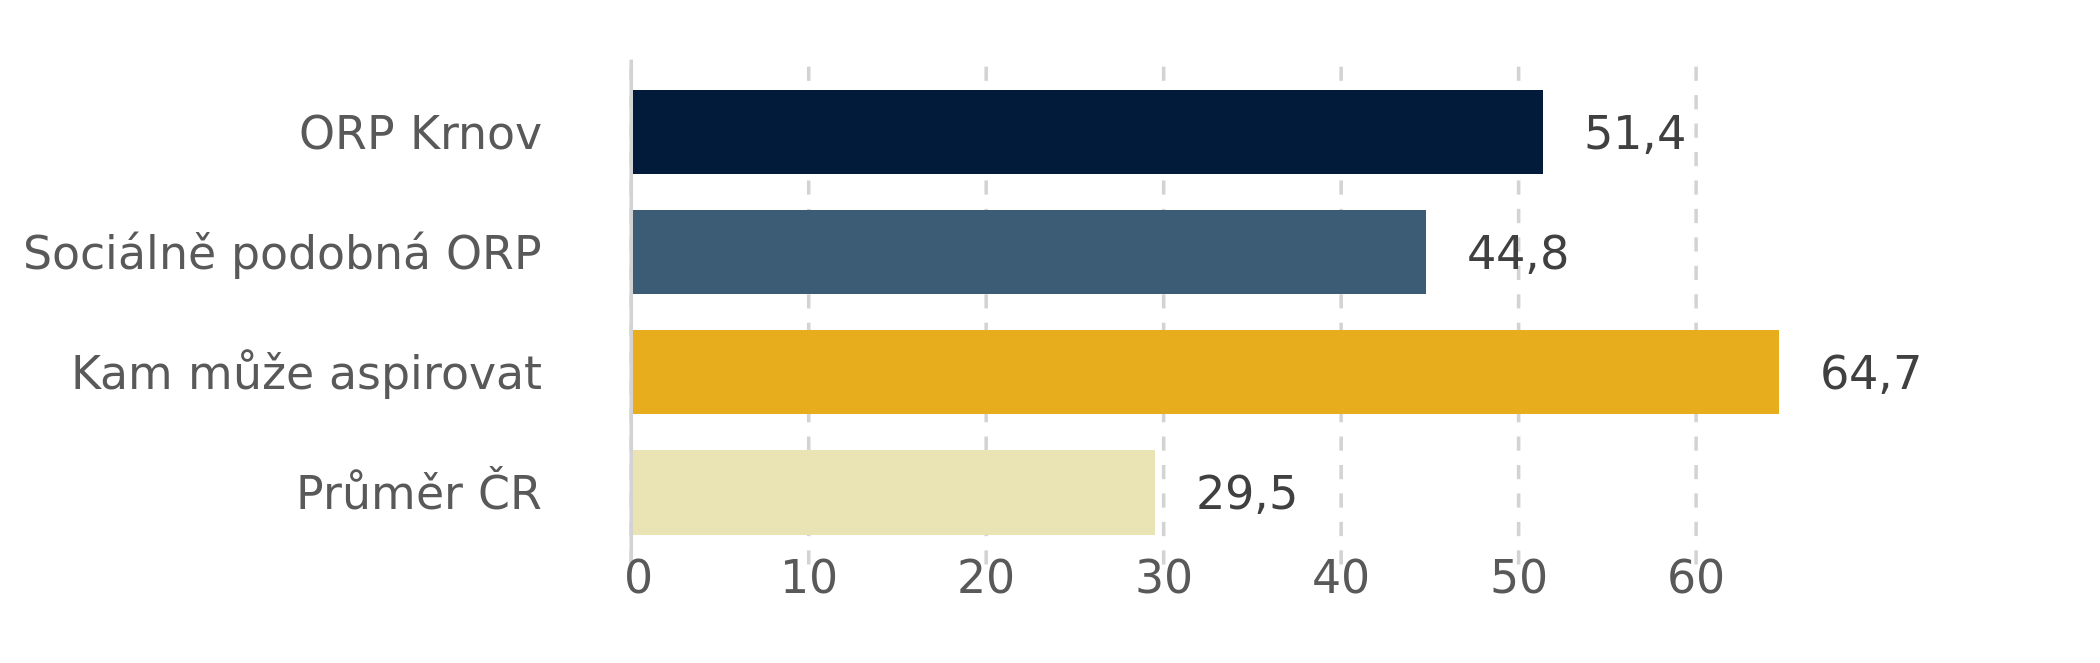 ORP Krnov 51,4
Sociálně podobná ORP 44,8
Kam může aspirovat 64,7
Průměr ČR 29,5
0 10 20 30 40 50 60